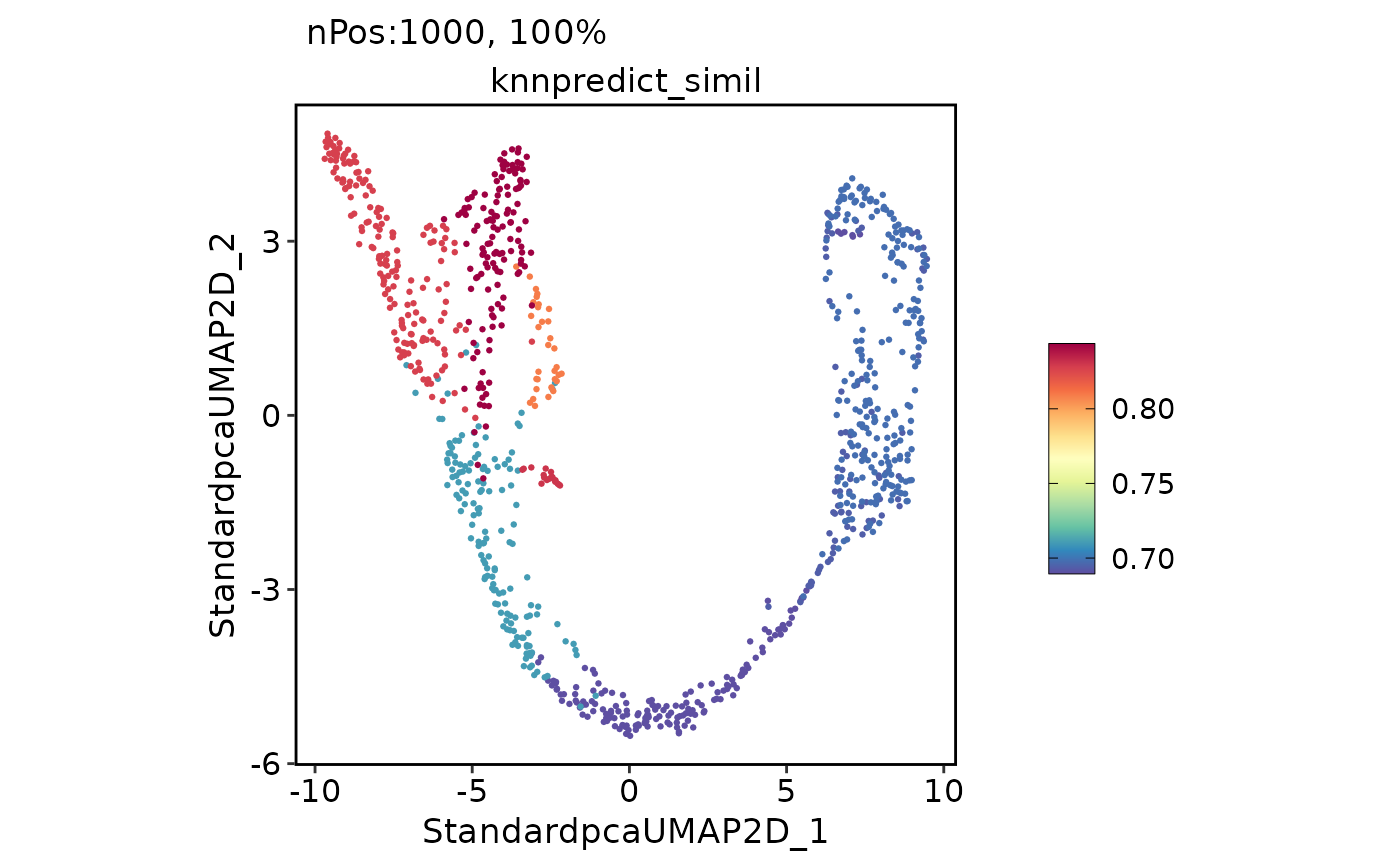 nPos:1000, 100%
knnpredict_simil
StandardpcaUMAP2D_2
3
0
-3
-6
-10 -5 0 5 10
StandardpcaUMAP2D_1
0.80
0.75
0.70